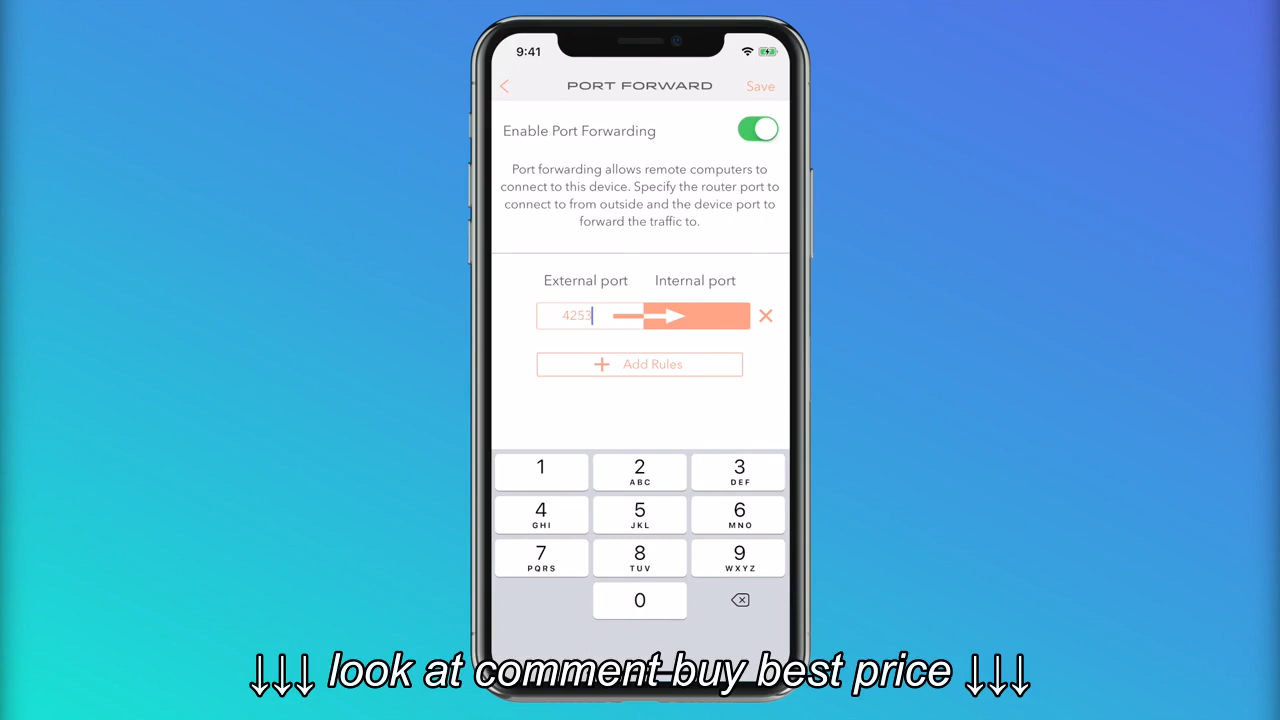 9:41
PORT FORWARD Save
Enable Port Forwarding
Port forwarding allows remote computers to
connect to this device. Specify the router port to
connect to from outside and the device port to
forward the traffic to.
External port Internal port
4253
Add Rules
1 2 3
ABC DEF
4 5 6
GHI JKL MNO
7 8 9
PQRS TUV WXYZ
0
↓↓↓ look at comment buy best price ↓↓↓